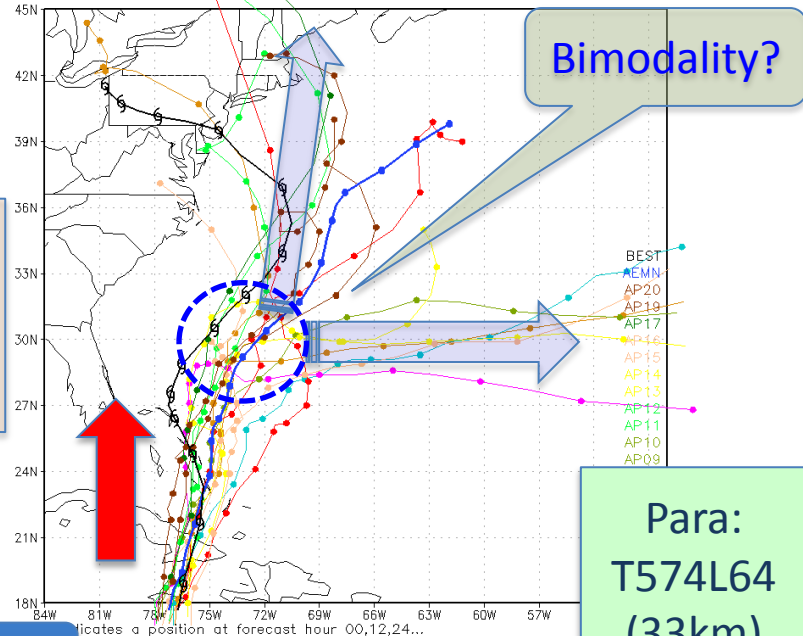 45N
42N
39N
36N
33N
30N
27N
24N
21N
18N
84W 81W 78W 75W 72W 69W 66W 63W 60W 57W
Bimodality?
BEST
AEMN
AP20
AP19
AP17
AP16
AP15
AP14
AP13
AP12
AP11
AP10
AP09
Para:
T574L64
(33km)
dicates a position at forecast hour 00,12,24...